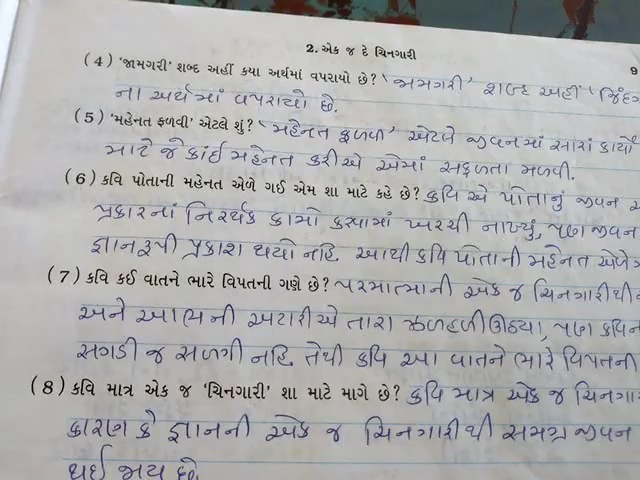 2. એક જ દે ચિનગારી
9
(4) 'જામગરી' શબ્દ અહીં કયા અર્થમાં વપરાયો છે? 'જામગરી' શબ્દ અહીં 'જિંદગ
ના અર્થમાં વપરાયો છે.
(5) 'મહેનત ફળવી' એટલે શું? 'મહેનત ફળવી' એટલે જીવનમાં સારાં કાર્યો
માટે જે કાંઈ મહેનત કરીએ એમાં સફળતા મળવી.
(6) કવિ પોતાની મહેનત એળે ગઈ એમ શા માટે કહે છે? કવિ એ પોતાનું જીવન
પ્રકારનાં નિરર્થક કામો કરવામાં ખરચી નાખ્યું, પણ જીવન
જ્ઞાનરૂપી પ્રકાશ થયો નહિ. આથી કવિ પોતાની મહેનત એળે ગ
(7) કવિ કઈ વાતને ભારે વિપતની ગણે છે? પરમાત્માની એક જ ચિનગારીથી
અને આભની અટારીએ તારા ઝળહળી ઊઠ્યા, પણ કવિન
સગડી જ સળગી નહિ. તેથી કવિ આ વાતને ભારે વિપતની
(8) કવિ માત્ર એક જ 'ચિનગારી' શા માટે માગે છે? કવિ માત્ર એક જ ચિનગાર
કારણ કે જ્ઞાનની એક જ ચિનગારીથી સમગ્ર જીવન
થઈ જાય છે.